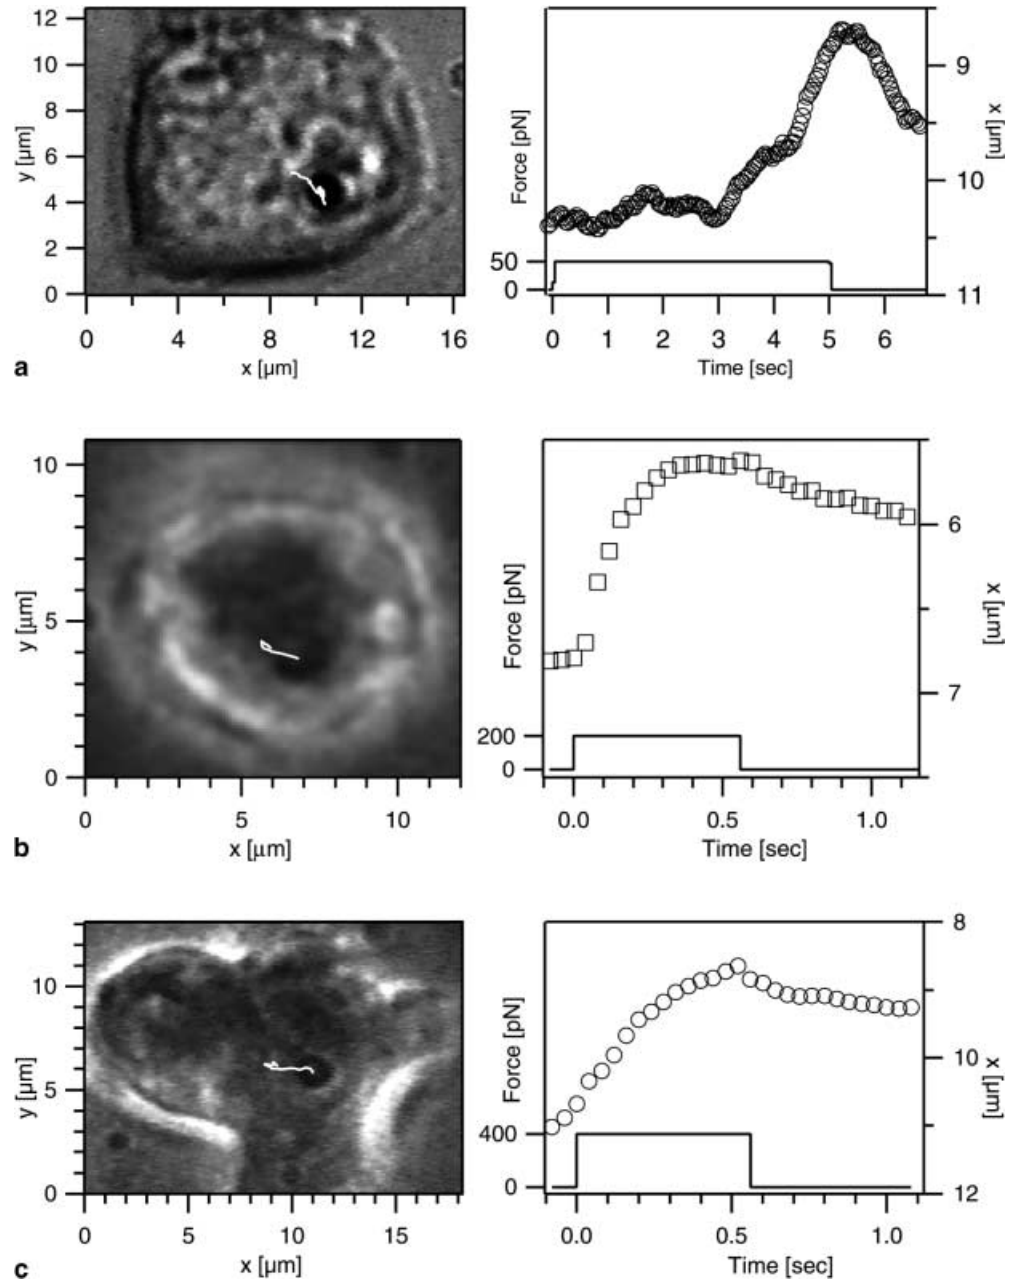 12
10
8
6
4
2
0
y [µm]
0 4 8 12 16
x [µm]
a
Force [pN]
50
0
9
10
11
x [µm]
0 1 2 3 4 5 6
Time [sec]
10
5
0
y [µm]
0 5 10
x [µm]
b
Force [pN]
200
0
6
7
x [µm]
0.0 0.5 1.0
Time [sec]
10
5
0
y [µm]
0 5 10 15
x [µm]
c
Force [pN]
400
0
8
10
12
x [µm]
0.0 0.5 1.0
Time [sec]